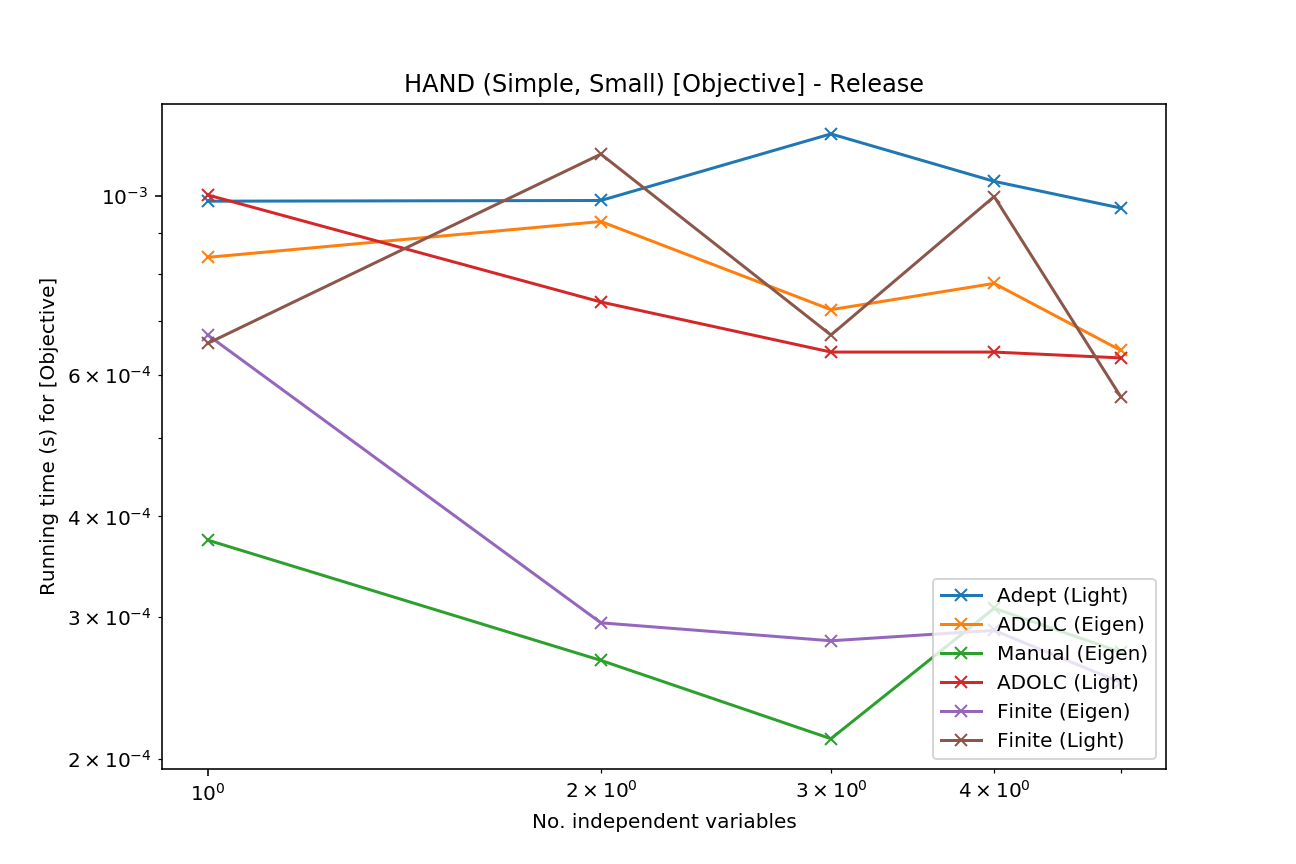 HAND (Simple, Small) [Objective] - Release
Running time (s) for [Objective]
10⁻³
6 × 10⁻⁴
4 × 10⁻⁴
3 × 10⁻⁴
2 × 10⁻⁴
Adept (Light)
ADOLC (Eigen)
Manual (Eigen)
ADOLC (Light)
Finite (Eigen)
Finite (Light)
10⁰ 2 × 10⁰ 3 × 10⁰ 4 × 10⁰
No. independent variables